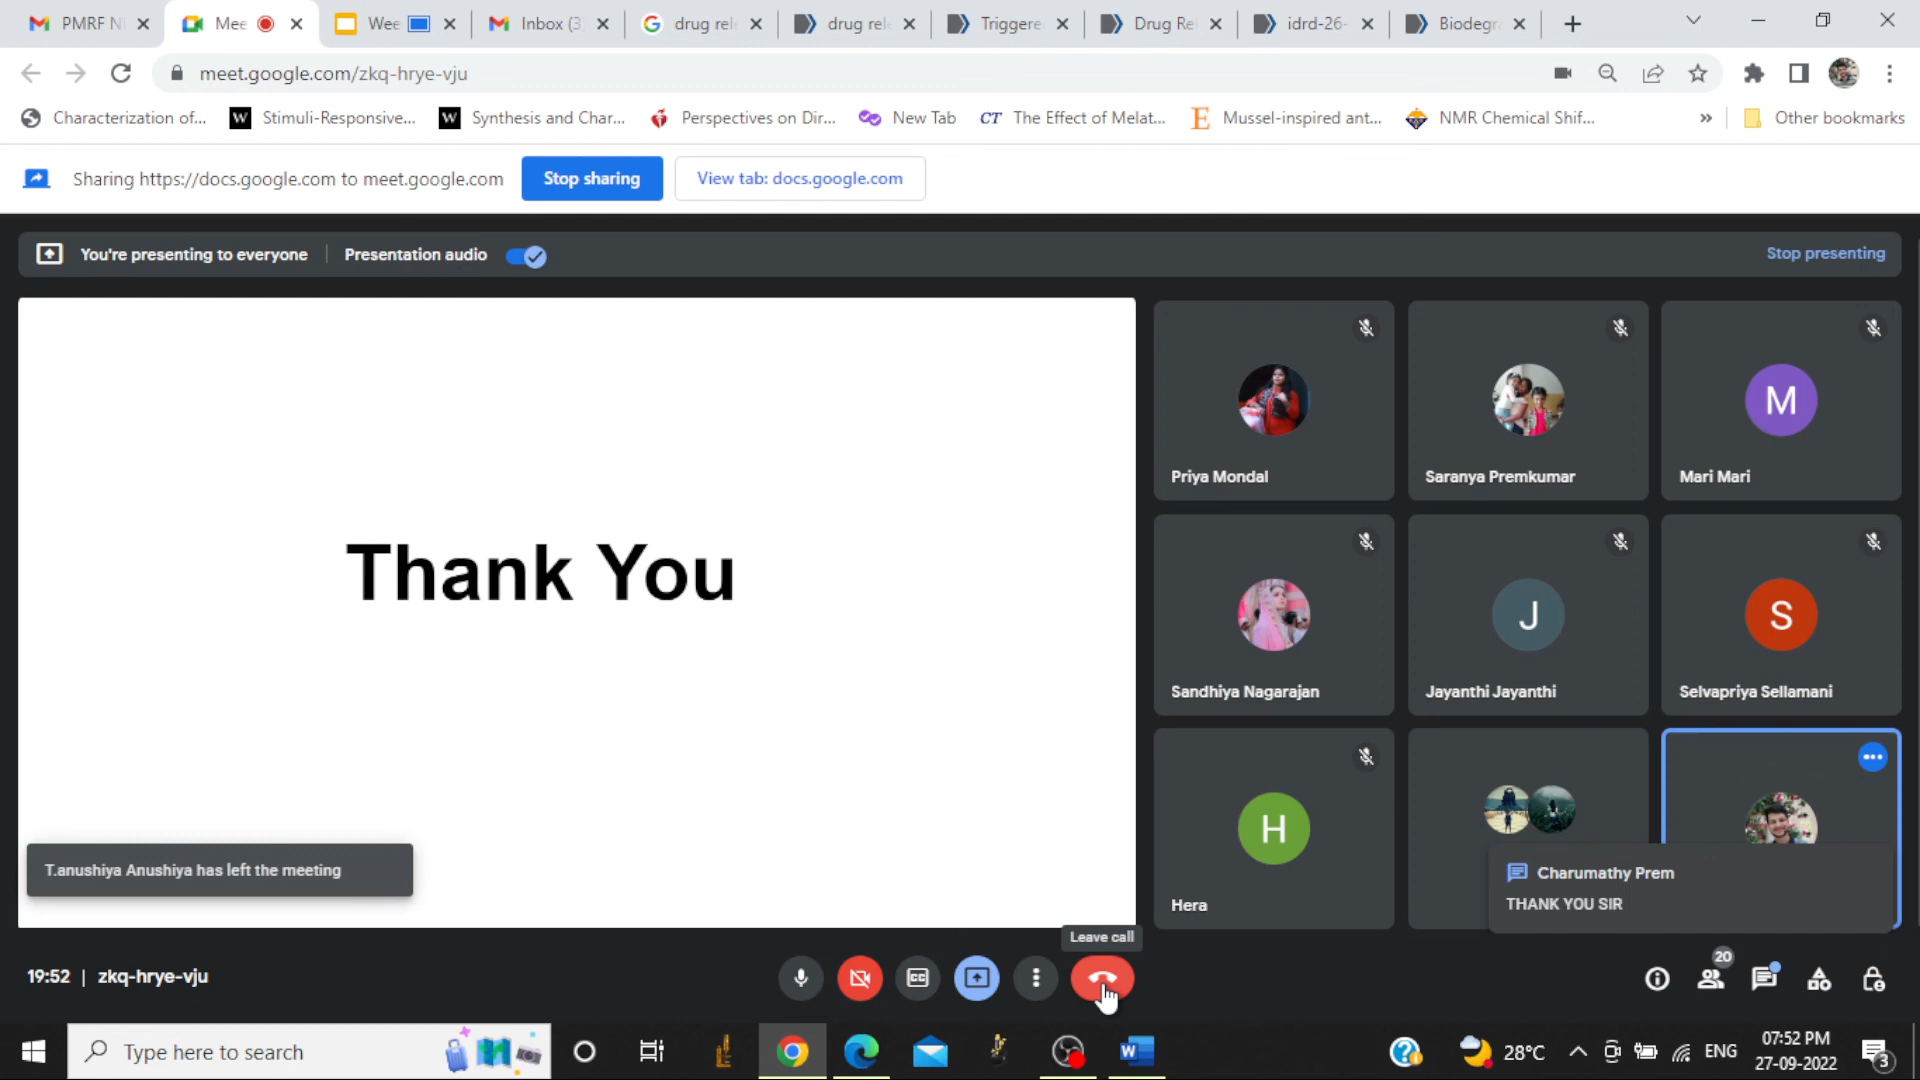 PMRF N
Mee
Wee
Inbox (3
drug rel
drug rel
Triggere
Drug Re
idrd-26-
Biodegr
meet.google.com/zkq-hrye-vju
Characterization of...
W
Stimuli-Responsive...
W
Synthesis and Char...
Perspectives on Dir...
New Tab
CT
The Effect of Melat...
E
Mussel-inspired ant...
NMR Chemical Shif...
»
Other bookmarks
Sharing https://docs.google.com to meet.google.com
Stop sharing
View tab: docs.google.com
You're presenting to everyone
Presentation audio
Stop presenting
Thank You
Priya Mondal
Saranya Premkumar
M
Mari Mari
Sandhiya Nagarajan
J
Jayanthi Jayanthi
S
Selvapriya Sellamani
H
Hera
T.anushiya Anushiya has left the meeting
Charumathy Prem
THANK YOU SIR
Leave call
19:52 | zkq-hrye-vju
20
Type here to search
28°C
ENG
07:52 PM
27-09-2022
3